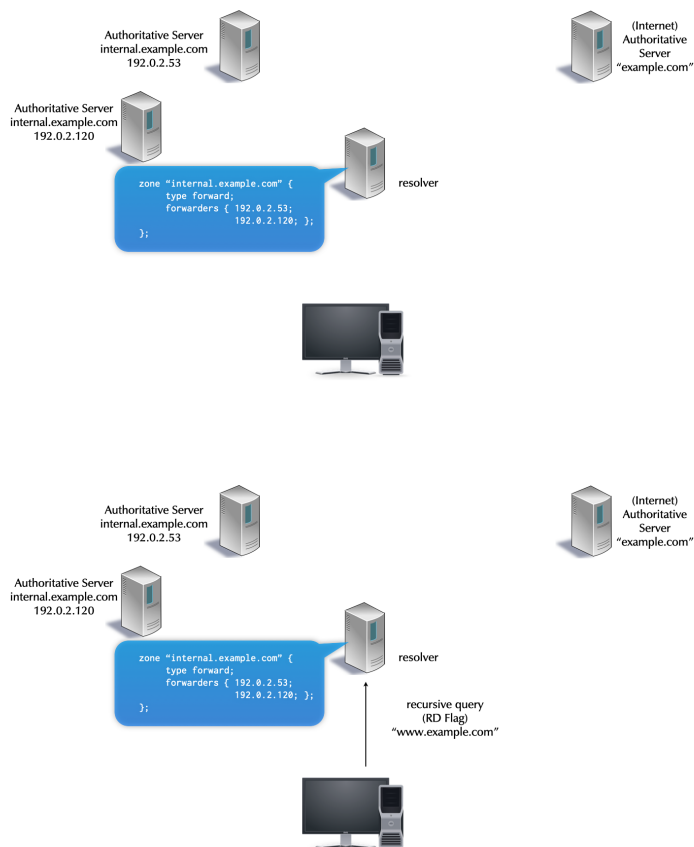 Authoritative Server
internal.example.com
192.0.2.53
(Internet)
Authoritative
Server
“example.com”
Authoritative Server
internal.example.com
192.0.2.120
resolver
zone “internal.example.com” {
type forward;
forwarders { 192.0.2.53;
192.0.2.120; };
};
Authoritative Server
internal.example.com
192.0.2.53
(Internet)
Authoritative
Server
“example.com”
Authoritative Server
internal.example.com
192.0.2.120
resolver
zone “internal.example.com” {
type forward;
forwarders { 192.0.2.53;
192.0.2.120; };
};
recursive query
(RD Flag)
“www.example.com”